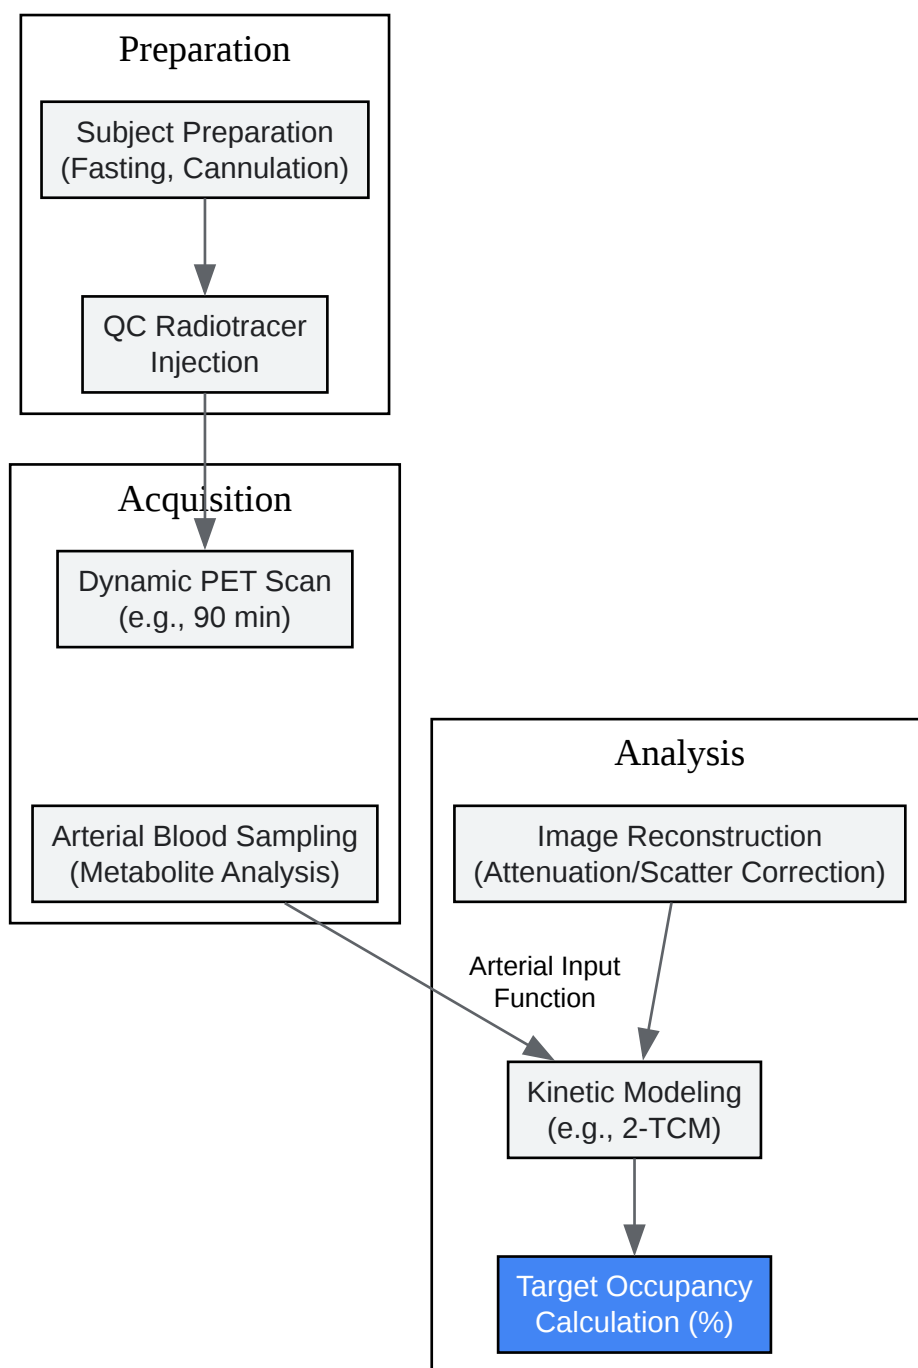 Preparation
Subject Preparation
(Fasting, Cannulation)
QC Radiotracer
Injection
Acquisition
Dynamic PET Scan
(e.g., 90 min)
Arterial Blood Sampling
(Metabolite Analysis)
Analysis
Image Reconstruction
(Attenuation/Scatter Correction)
Arterial Input
Function
Kinetic Modeling
(e.g., 2-TCM)
Target Occupancy
Calculation (%)